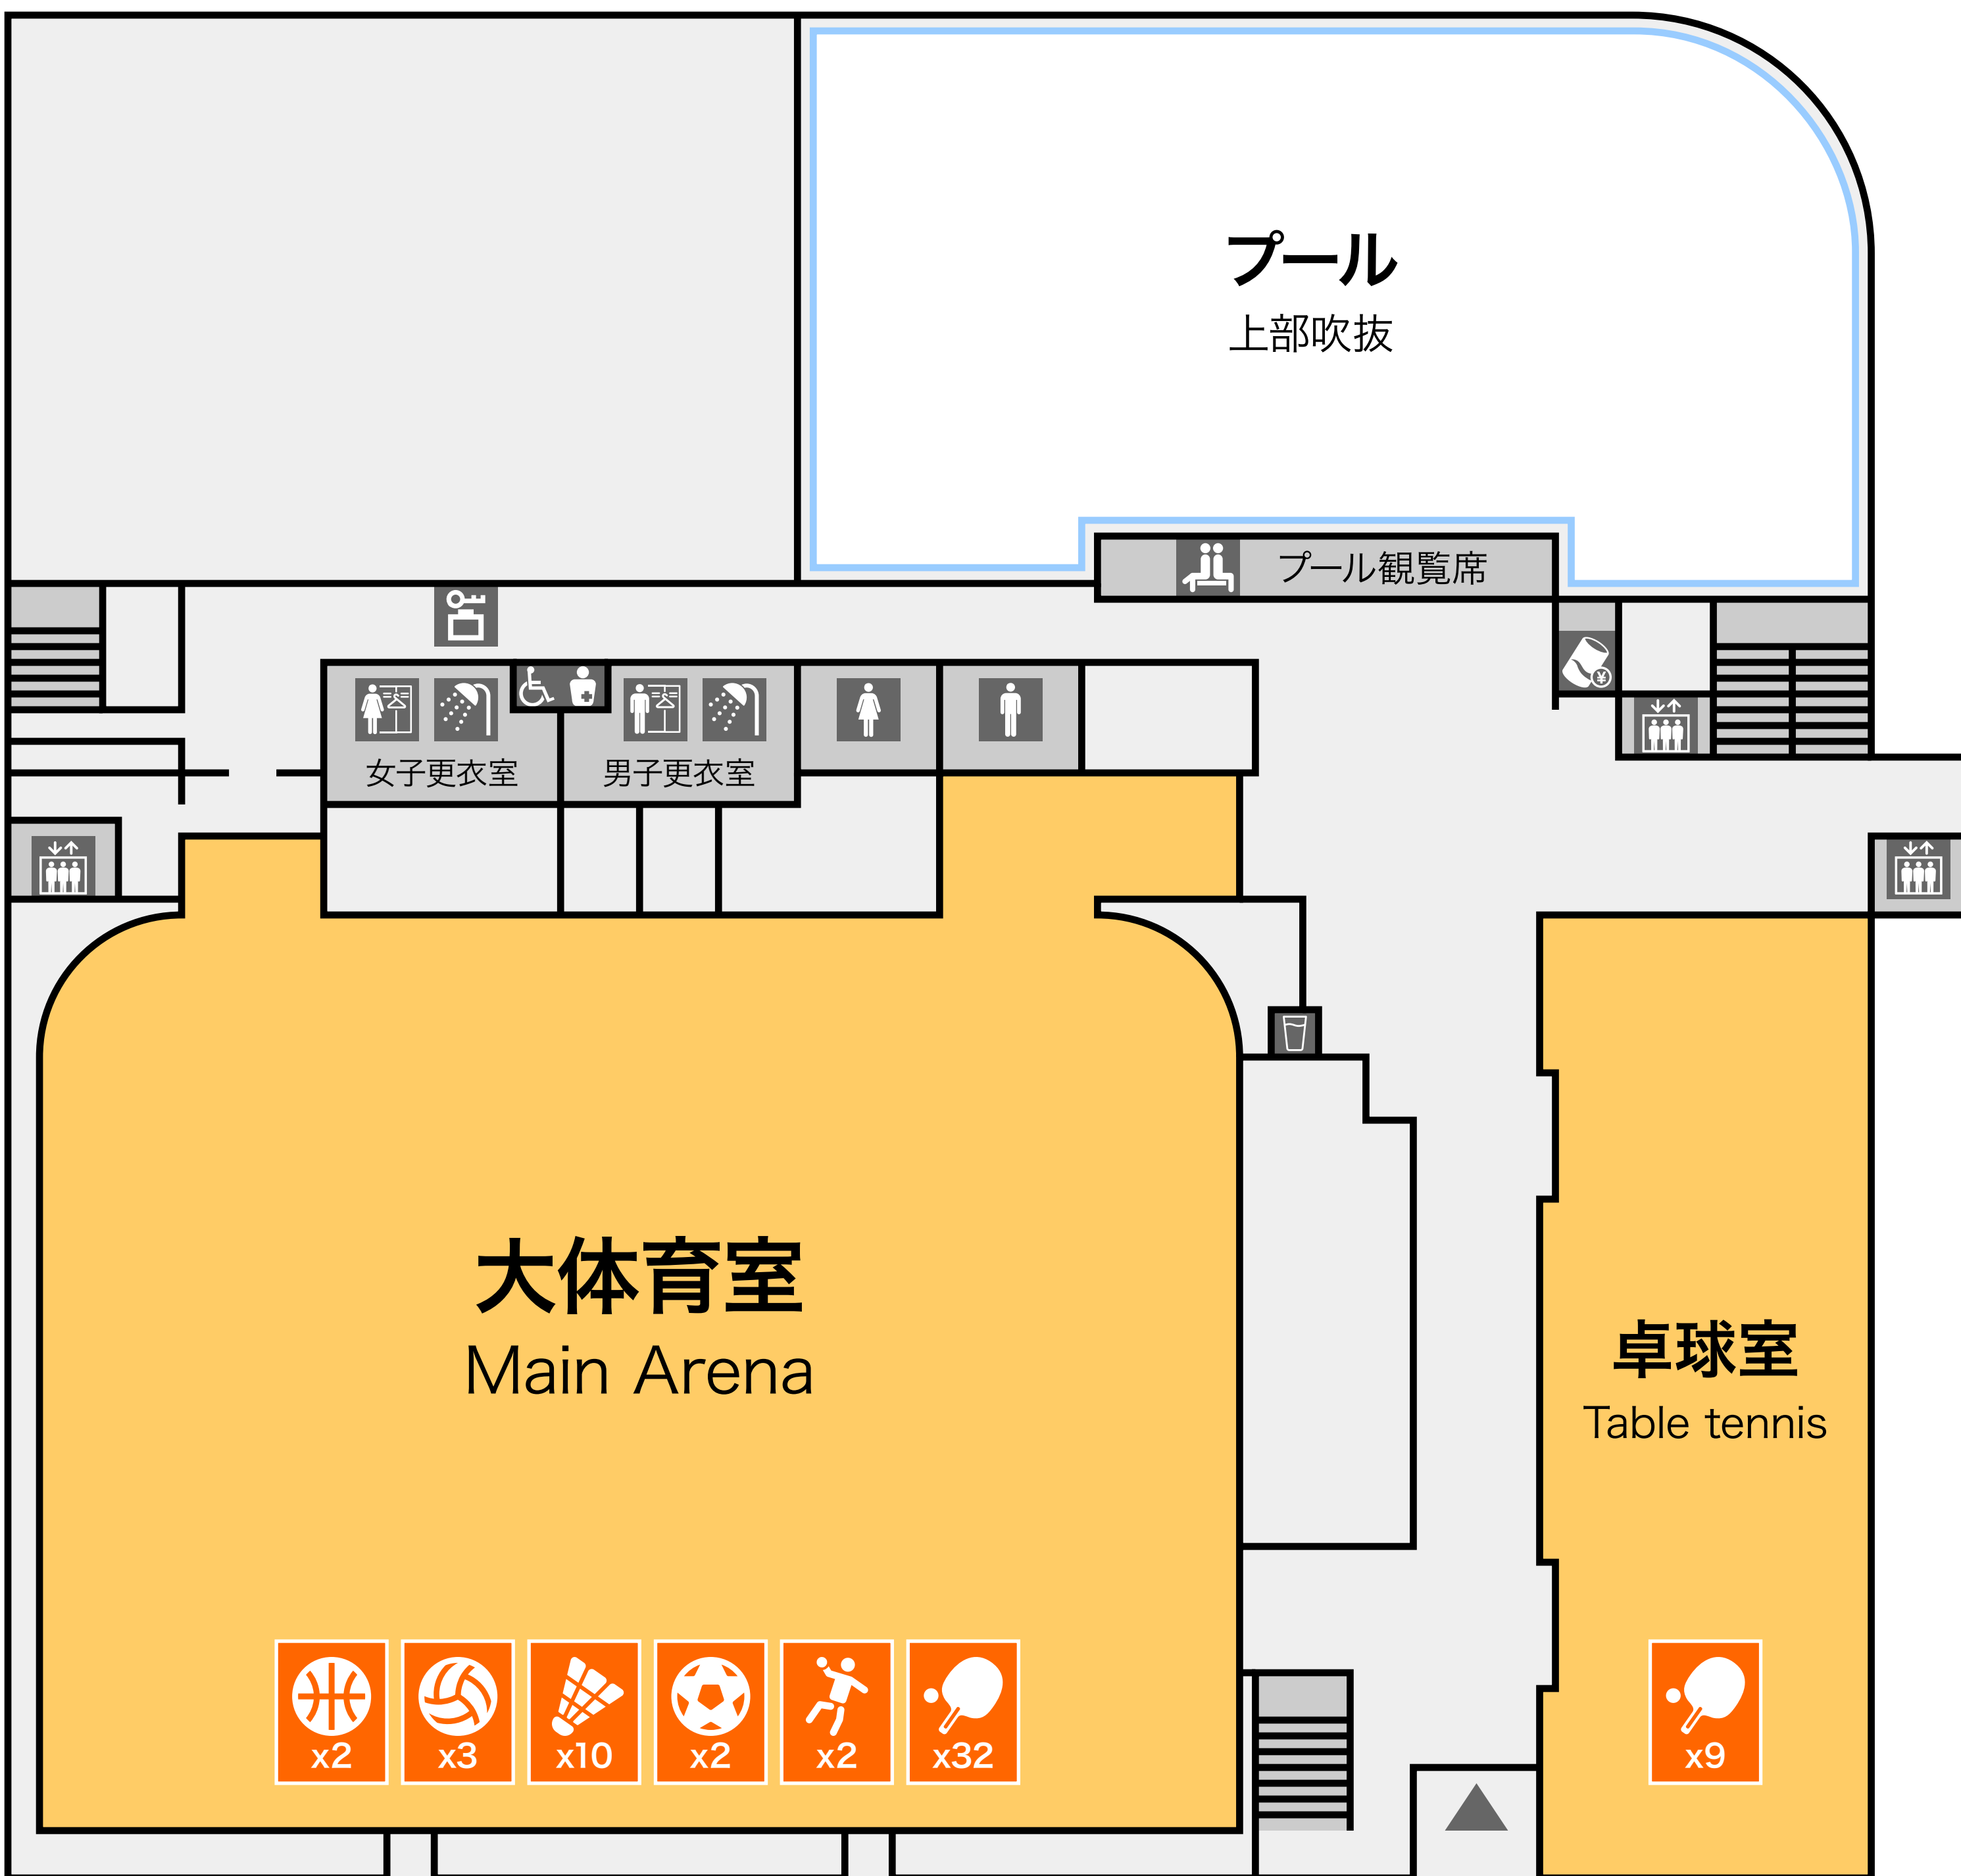 プール
上部吹抜
プール観覧席
¥
女子更衣室
男子更衣室
大体育室
Main Arena
卓球室
Table tennis
x2
x3
x10
x2
x2
x32
x9